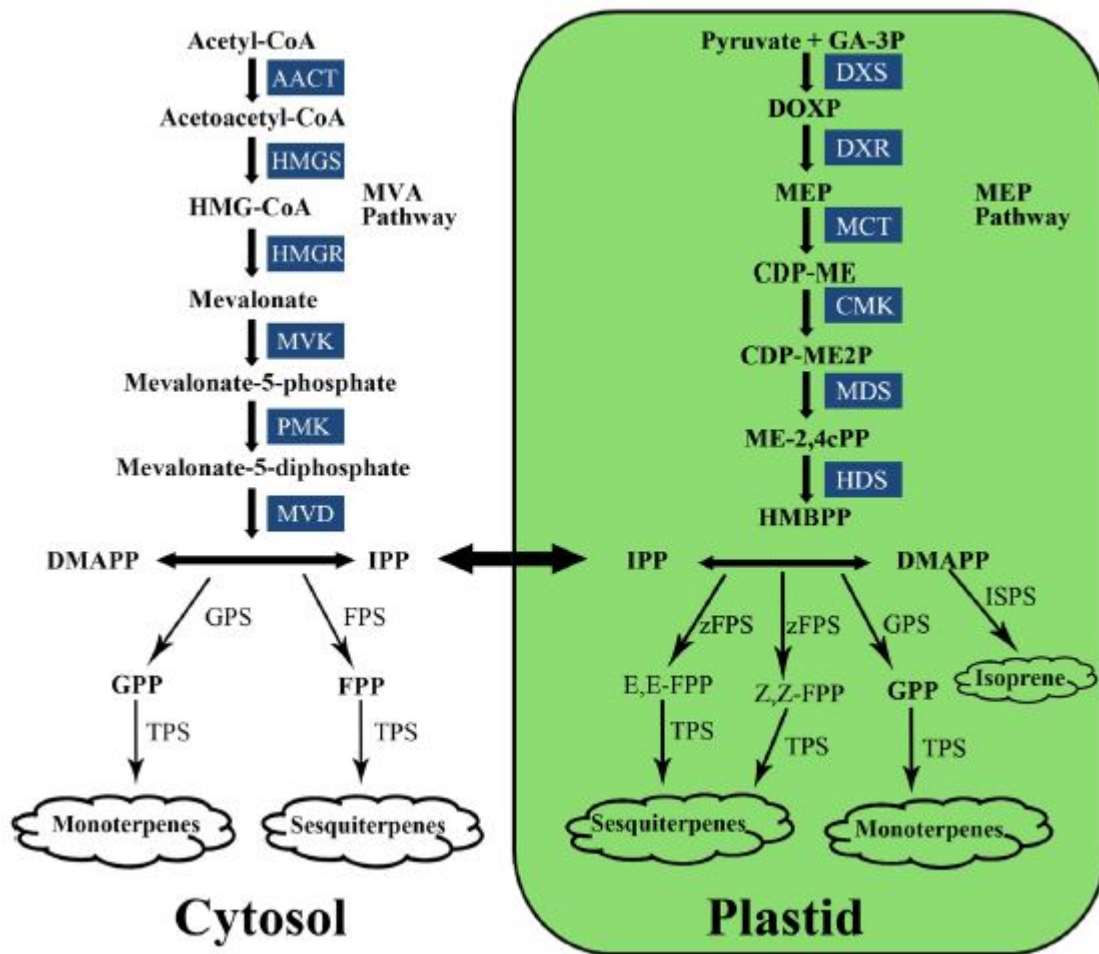 Acetyl-CoA
AACT
Acetoacetyl-CoA
HMGS
HMG-CoA
MVA
Pathway
HMGR
Mevalonate
MVK
Mevalonate-5-phosphate
PMK
Mevalonate-5-diphosphate
MVD
DMAPP
IPP
GPS
FPS
GPP
FPP
TPS
TPS
Monoterpenes
Sesquiterpenes
Cytosol
Pyruvate + GA-3P
DXS
DOXP
DXR
MEP
MEP
Pathway
MCT
CDP-ME
CMK
CDP-ME2P
MDS
ME-2,4cPP
HDS
HMBPP
IPP
DMAPP
zFPS
zFPS
GPS
ISPS
E,E-FPP
Z,Z-FPP
GPP
Isoprene
TPS
TPS
TPS
Sesquiterpenes
Monoterpenes
Plastid